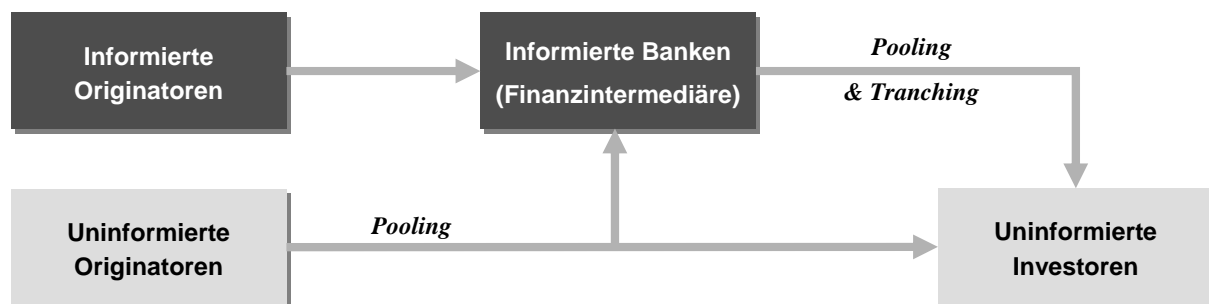 Informierte
Originatoren
Informierte Banken
(Finanzintermediäre)
Pooling
& Tranching
Uninformierte
Originatoren
Pooling
Uninformierte
Investoren